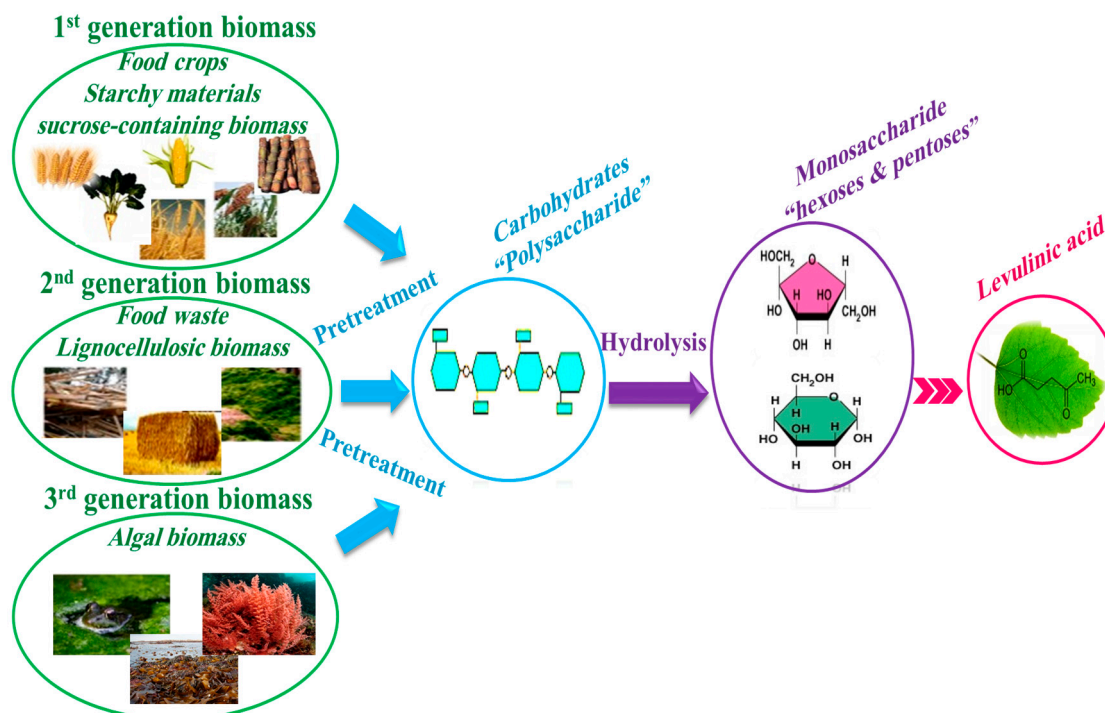 1st generation biomass
Food crops
Starchy materials
sucrose-containing biomass
2nd generation biomass
Food waste
Lignocellulosic biomass
3rd generation biomass
Algal biomass
Pretreatment
Pretreatment
Carbohydrates
“Polysaccharide”
Hydrolysis
Monosaccharide
“hexoses & pentoses”
HOCH2
O
H
H
HO
HO
CH2OH
OH
H
CH2OH
H
O
H
H
OH
H
HO
OH
H
OH
Levulinic acid
O
HO
CH3
O